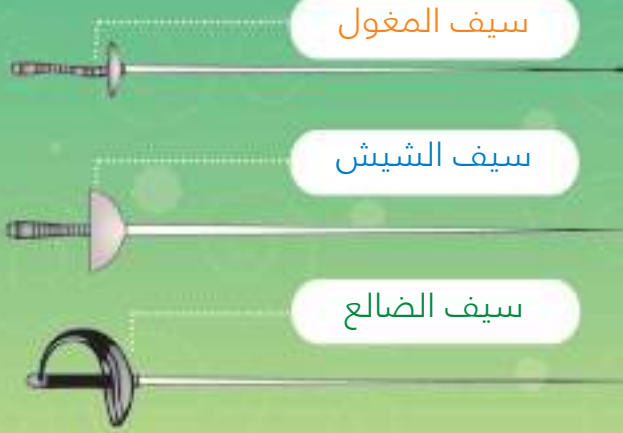 سيف المغول
سيف الشيش
سيف الضالع